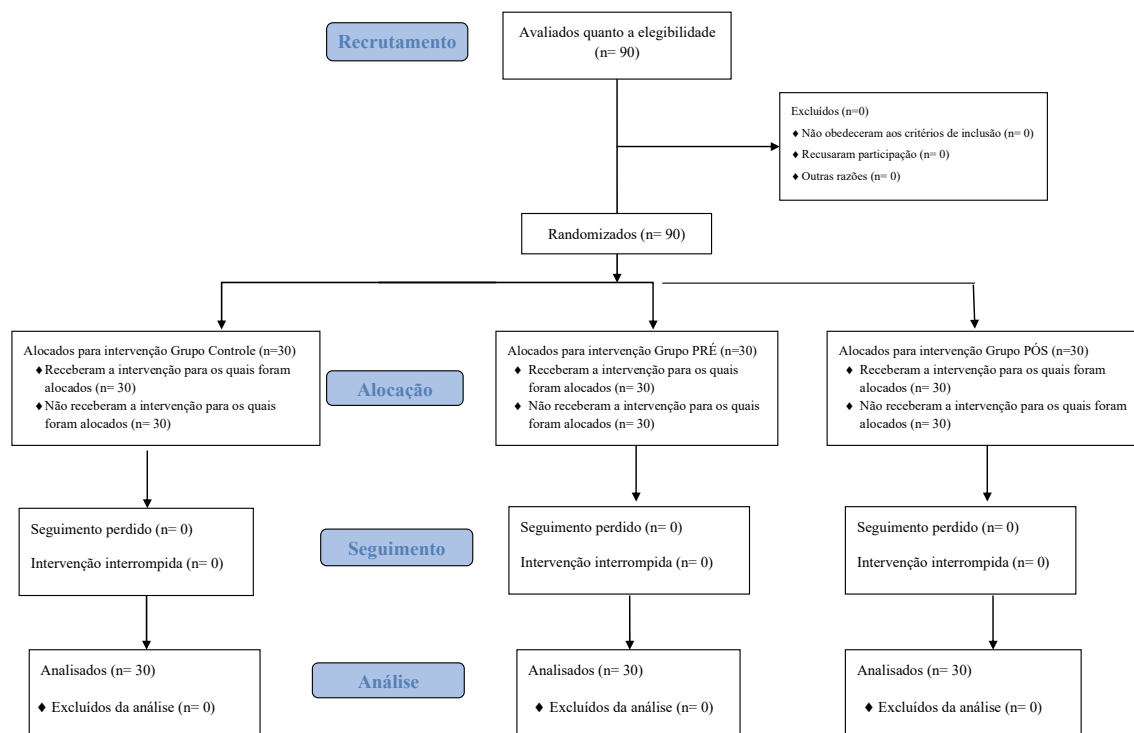 Recrutamento
Avaliados quanto a elegibilidade
(n= 90)
Excluídos (n=0)
♦ Não obedeceram aos critérios de inclusão (n= 0)
♦ Recusaram participação (n= 0)
♦ Outras razões (n= 0)
Randomizados (n= 90)
Alocados para intervenção Grupo Controle (n=30)
♦Receberam a intervenção para os quais foram
alocados (n= 30)
♦Não receberam a intervenção para os quais
foram alocados (n= 30)
Alocação
Alocados para intervenção Grupo PRÉ (n=30)
♦ Receberam a intervenção para os quais foram
alocados (n= 30)
♦ Não receberam a intervenção para os quais
foram alocados (n= 30)
Alocados para intervenção Grupo PÓS (n=30)
♦ Receberam a intervenção para os quais foram
alocados (n= 30)
♦ Não receberam a intervenção para os quais foram
alocados (n= 30)
Seguimento perdido (n= 0)
Intervenção interrompida (n= 0)
Seguimento
Seguimento perdido (n= 0)
Intervenção interrompida (n= 0)
Seguimento perdido (n= 0)
Intervenção interrompida (n= 0)
Analisados (n= 30)
♦ Excluídos da análise (n= 0)
Análise
Analisados (n= 30)
♦ Excluídos da análise (n= 0)
Analisados (n= 30)
♦ Excluídos da análise (n= 0)